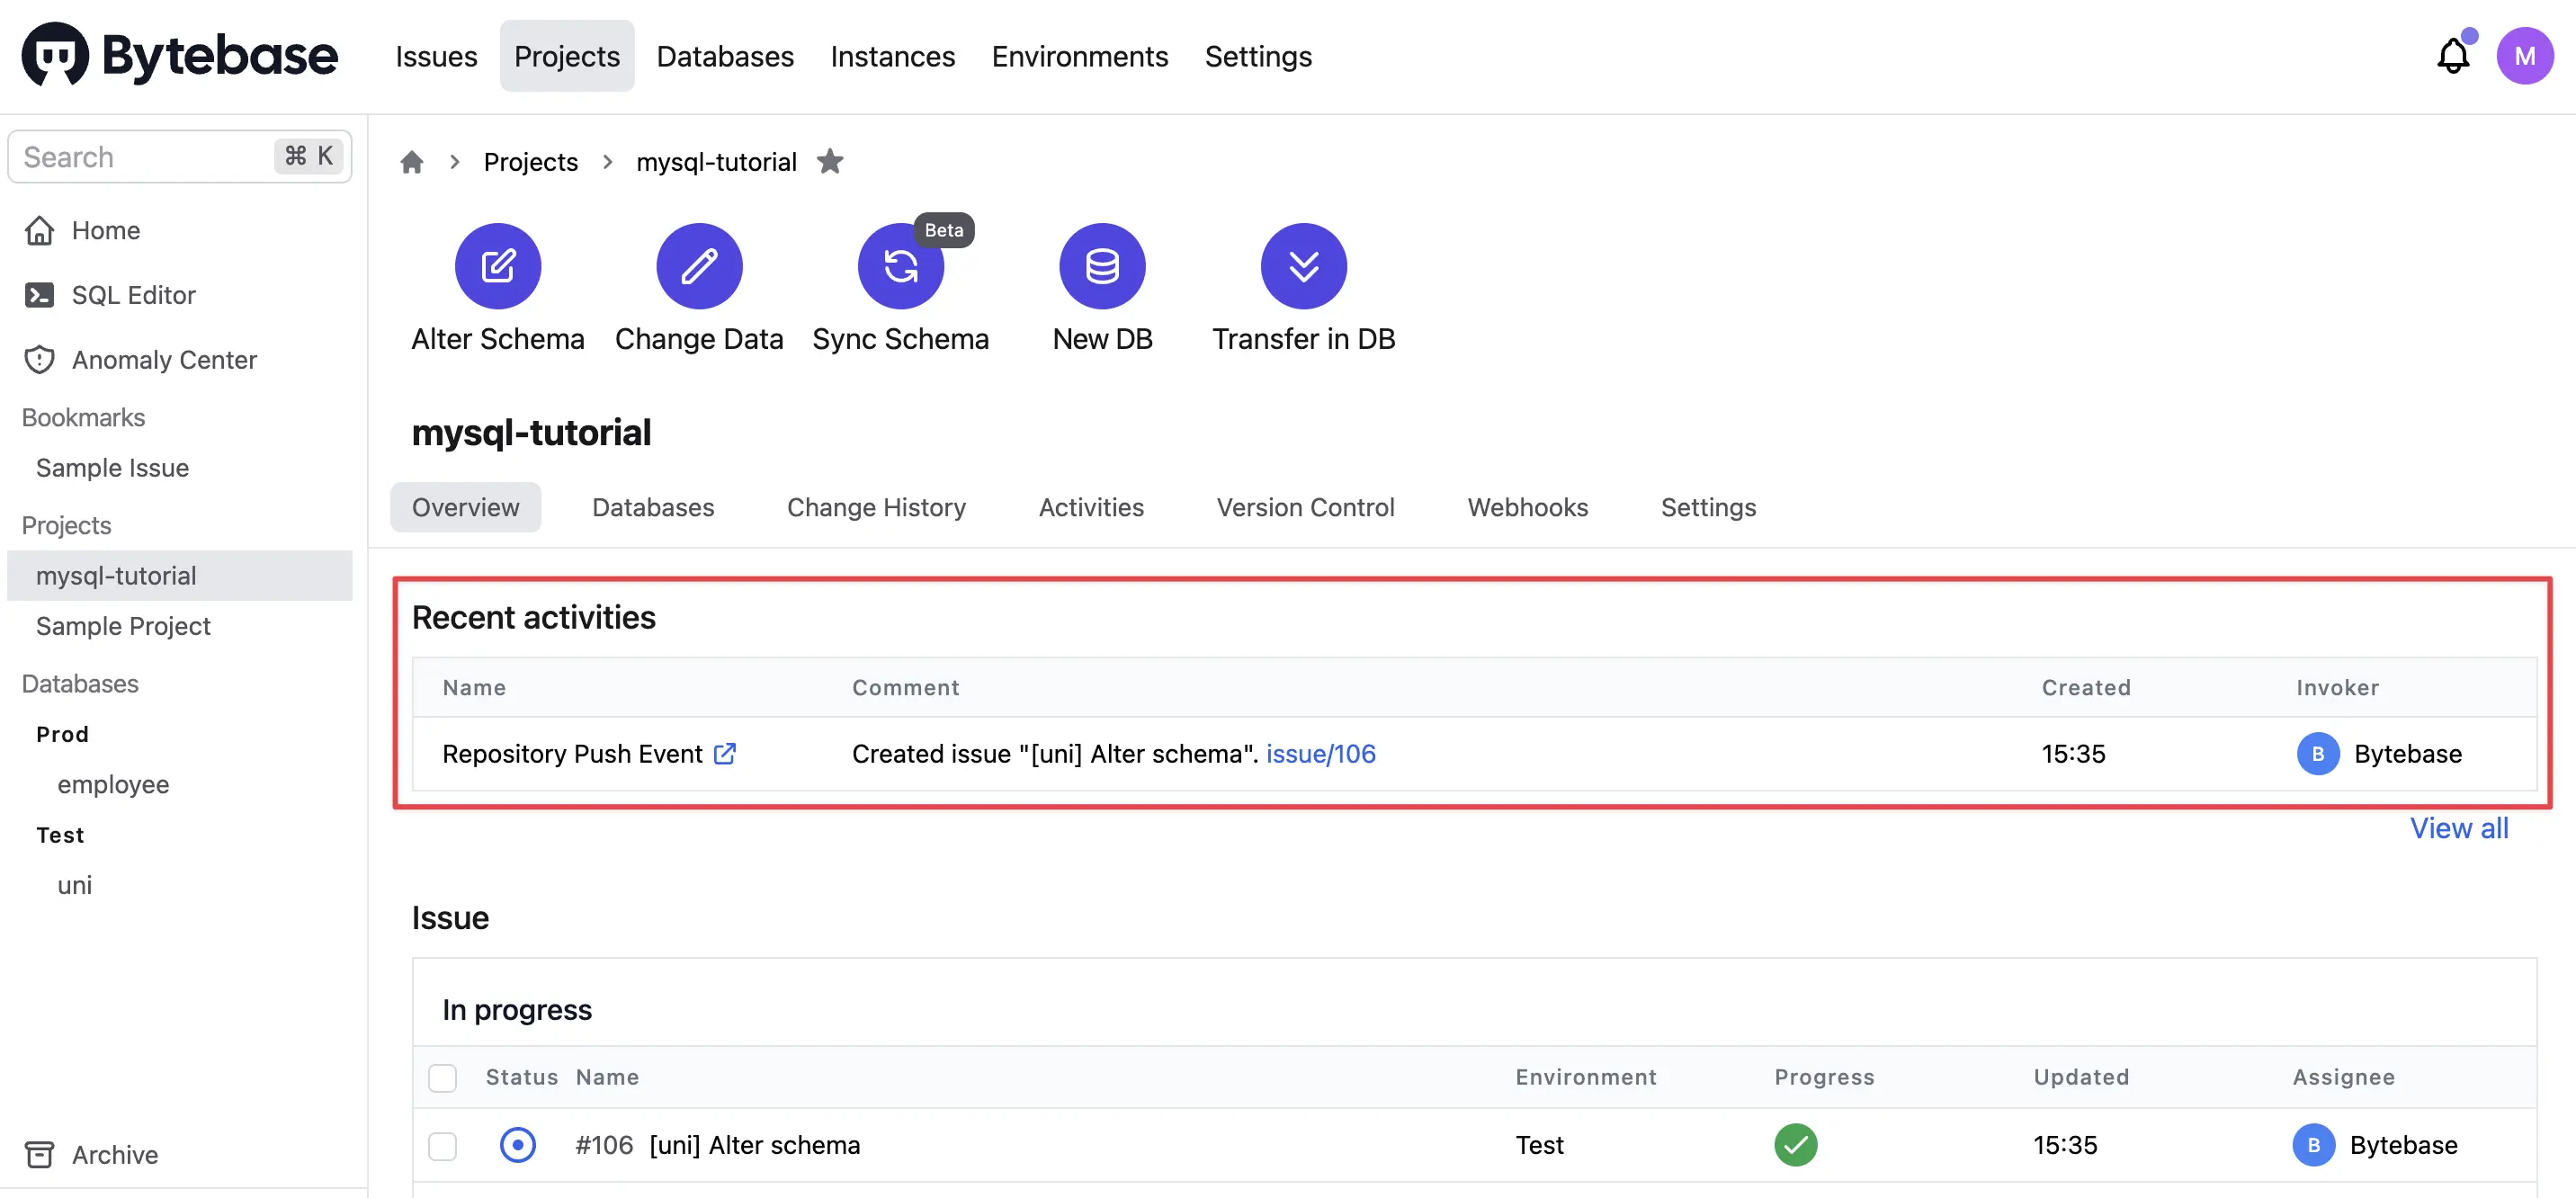 Bytebase Issues Projects Databases Instances Environments Settings M
Search ⌘ K
Home
SQL Editor
Anomaly Center
Bookmarks
Sample Issue
Projects
mysql-tutorial
Sample Project
Databases
Prod
employee
Test
uni
Archive
Projects mysql-tutorial
Beta
Alter Schema Change Data Sync Schema New DB Transfer in DB
mysql-tutorial
Overview Databases Change History Activities Version Control Webhooks Settings
Recent activities
Name Comment Created Invoker
Repository Push Event Created issue "[uni] Alter schema". issue/106 15:35 B Bytebase
View all
Issue
In progress
Status Name Environment Progress Updated Assignee
#106 [uni] Alter schema Test 15:35 B Bytebase